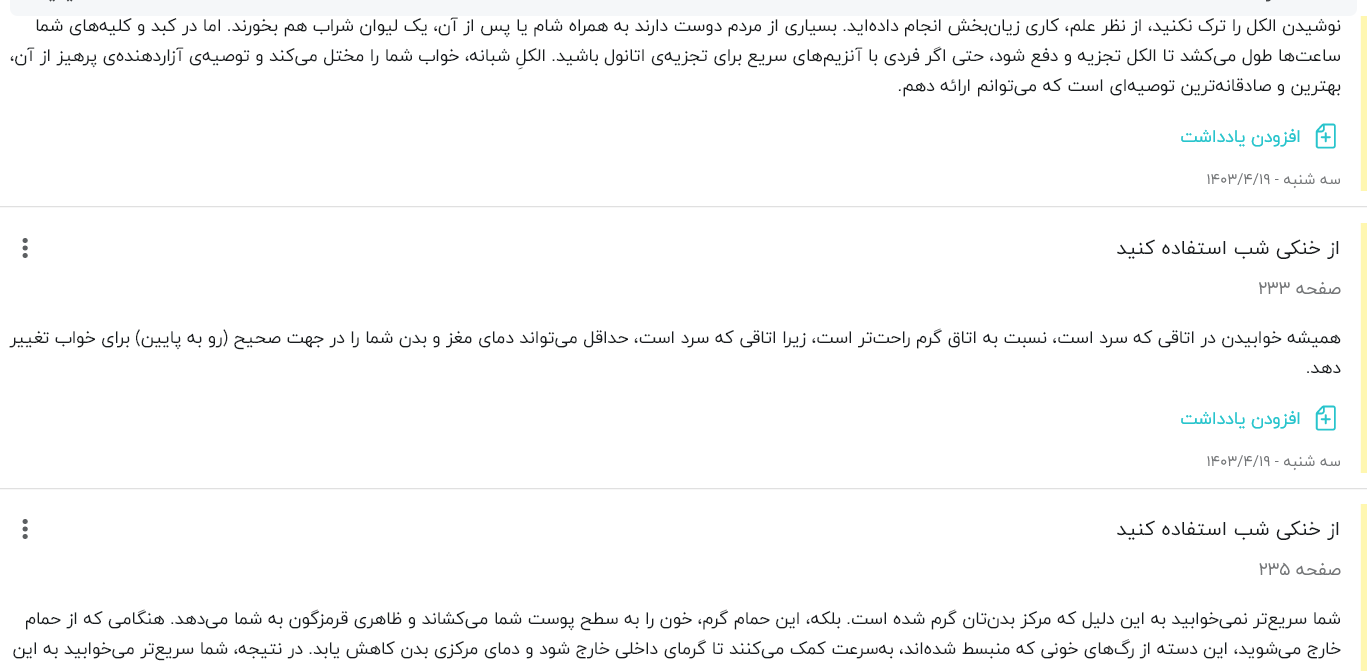 نوشیدن الکل را ترک نکنید، از نظر علم، کاری زیان‌بخش انجام داده‌اید. بسیاری از مردم دوست دارند به همراه شام یا پس از آن، یک لیوان شراب هم بخورند. اما در کبد و کلیه‌های شما
ساعت‌ها طول می‌کشد تا الکل تجزیه و دفع شود، حتی اگر فردی با آنزیم‌های سریع برای تجزیه‌ی اتانول باشید. الکلِ شبانه، خواب شما را مختل می‌کند و توصیه‌ی آزاردهنده‌ی پرهیز از آن،
بهترین و صادقانه‌ترین توصیه‌ای است که می‌توانم ارائه دهم.
افزودن یادداشت
سه شنبه - ۱۴۰۳/۴/۱۹
از خنکی شب استفاده کنید
صفحه ۲۳۳
همیشه خوابیدن در اتاقی که سرد است، نسبت به اتاق گرم راحت‌تر است، زیرا اتاقی که سرد است، حداقل می‌تواند دمای مغز و بدن شما را در جهت صحیح (رو به پایین) برای خواب تغییر
دهد.
افزودن یادداشت
سه شنبه - ۱۴۰۳/۴/۱۹
از خنکی شب استفاده کنید
صفحه ۲۳۵
شما سریع‌تر نمی‌خوابید به این دلیل که مرکز بدن‌تان گرم شده است. بلکه، این حمام گرم، خون را به سطح پوست شما می‌کشاند و ظاهری قرمزگون به شما می‌دهد. هنگامی که از حمام
خارج می‌شوید، این دسته از رگ‌های خونی که منبسط شده‌اند، به‌سرعت کمک می‌کنند تا گرمای داخلی خارج شود و دمای مرکزی بدن کاهش یابد. در نتیجه، شما سریع‌تر می‌خوابید به این